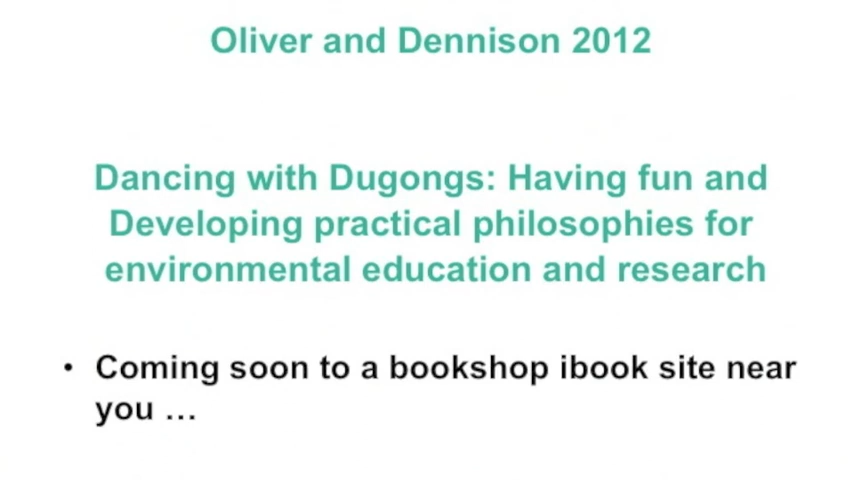 Oliver and Dennison 2012
Dancing with Dugongs: Having fun and
Developing practical philosophies for
environmental education and research
• Coming soon to a bookshop ibook site near
you …